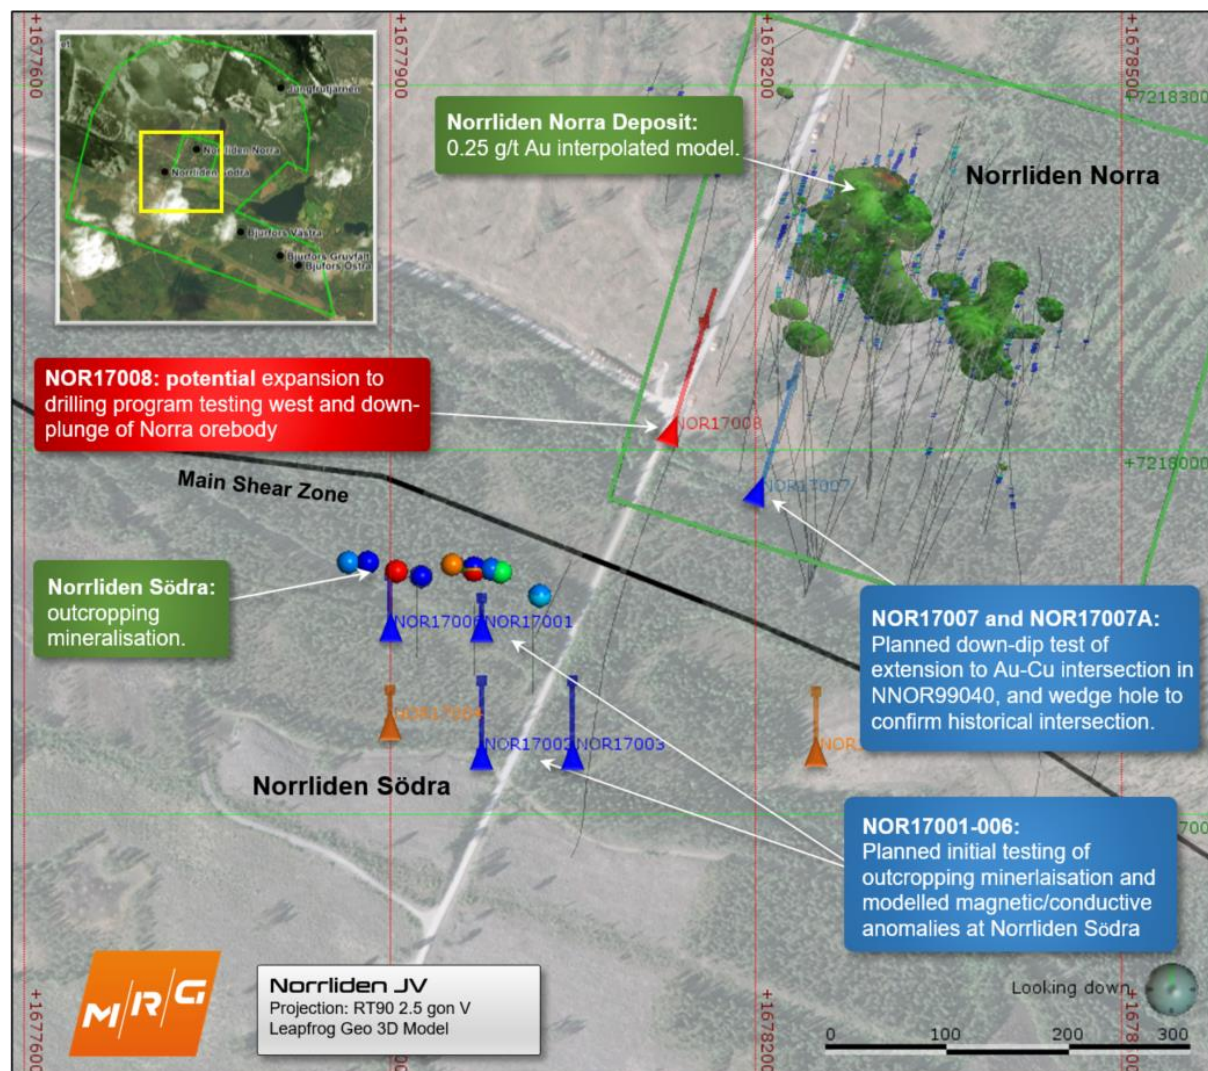 +1677600
+1677900
+1678200
+1678500
+7218300
Jungfrutjärnen
Norrliden Norra
Norrliden Södra
Bjurfors Västra
Bjurfors Gruvfält
Bjufors Östra
Norrliden Norra Deposit:
0.25 g/t Au interpolated model.
Norrliden Norra
NOR17008: potential expansion to
drilling program testing west and down-
plunge of Norra orebody
NOR17008
+7218000
NOR17007
Main Shear Zone
Norrliden Södra:
outcropping
mineralisation.
NOR17006
NOR17001
NOR17007 and NOR17007A:
Planned down-dip test of
extension to Au-Cu intersection in
NNOR99040, and wedge hole to
confirm historical intersection.
NOR17004
NOR17002
NOR17003
Norrliden Södra
NOR17001-006:
Planned initial testing of
outcropping minerlaisation and
modelled magnetic/conductive
anomalies at Norrliden Södra
M/R/G
Norrliden JV
Projection: RT90 2.5 gon V
Leapfrog Geo 3D Model
Looking down
0 100 200 300
+1677600
+1678200